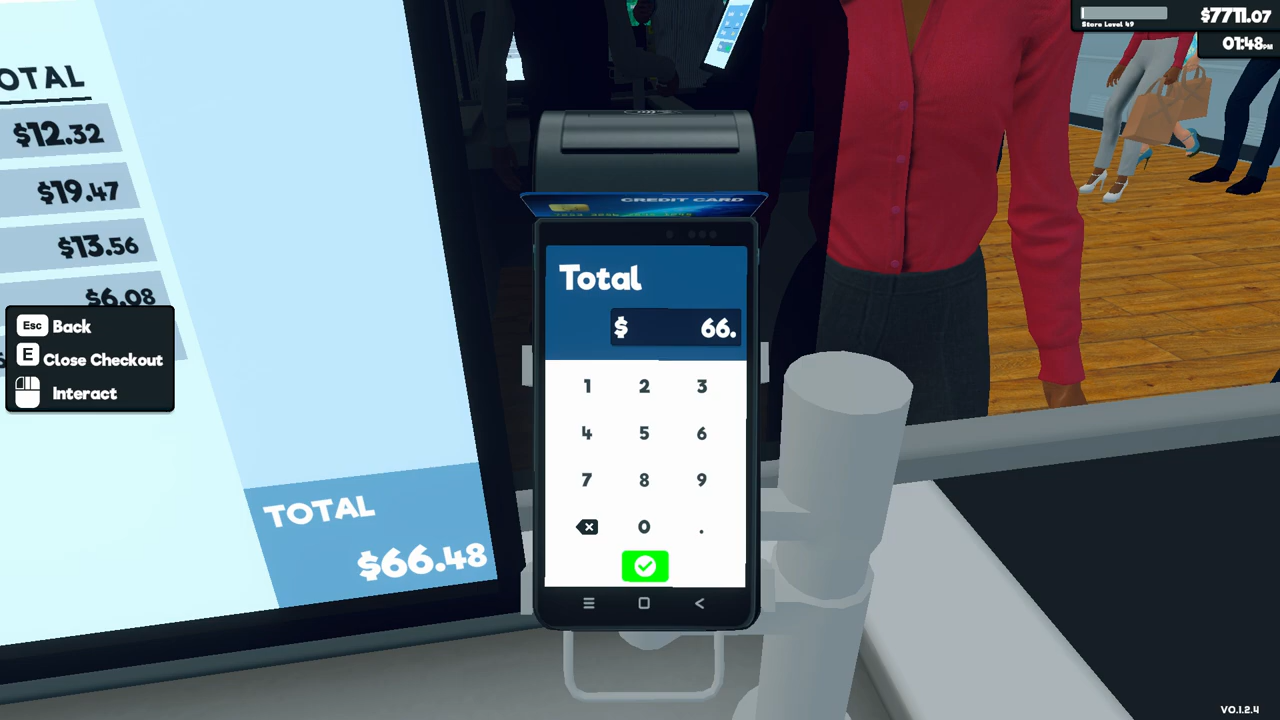 $7711.07
Store Level 49
01:48PM
OTAL
$12.32
$19.47
$13.56
$6.08
Esc Back
E Close Checkout
Interact
TOTAL
$66.48
CREDIT CARD
Total
$ 66.
1 2 3
4 5 6
7 8 9
0 .
V0.1.2.4